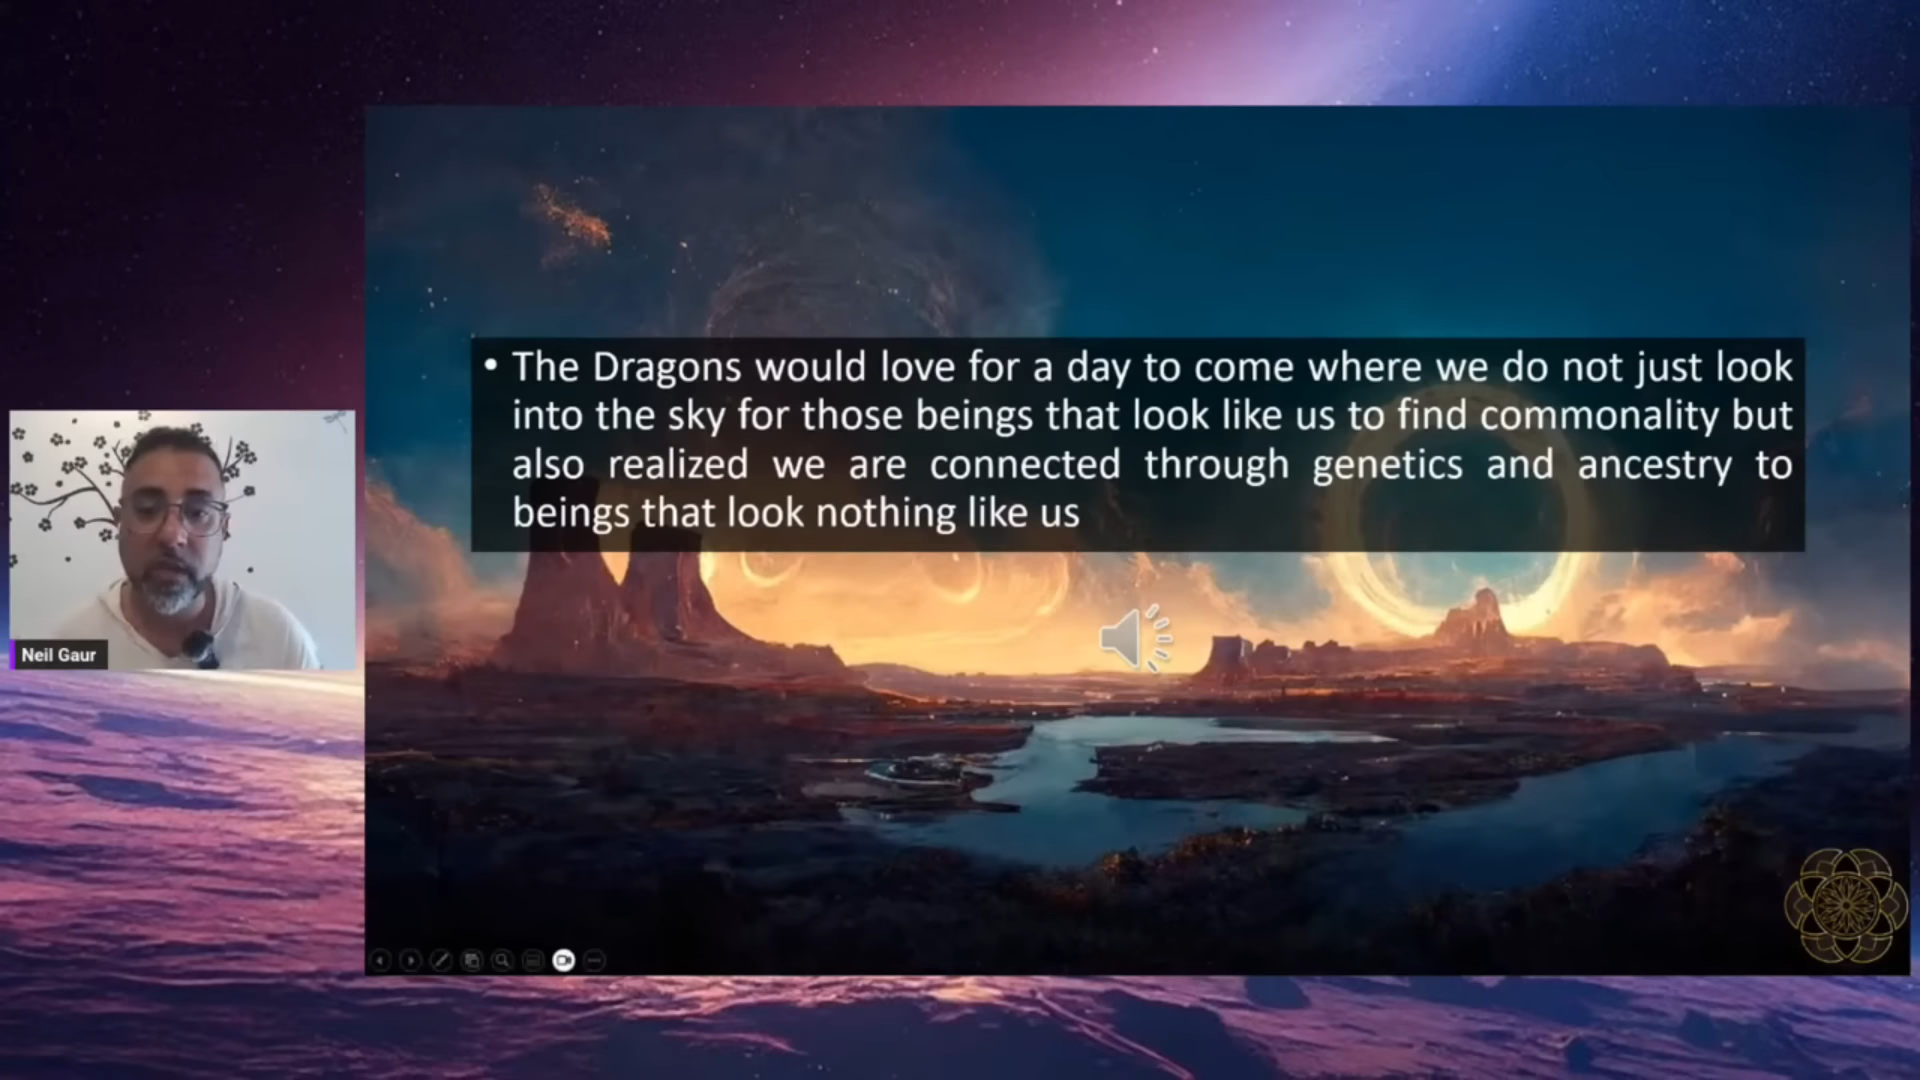 • The Dragons would love for a day to come where we do not just look
into the sky for those beings that look like us to find commonality but
also realized we are connected through genetics and ancestry to
beings that look nothing like us
Neil Gaur